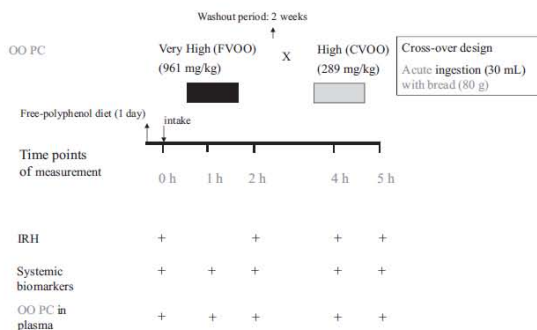 Washout period: 2 weeks
OO PC
Very High (FVOO)
(961 mg/kg)
X
High (CVOO)
(289 mg/kg)
Cross-over design
Acute ingestion (30 mL)
with bread (80 g)
Free-polyphenol diet (1 day)
intake
Time points
of measurement
0 h 1 h 2 h 4 h 5 h
IRH + + + +
Systemic
biomarkers + + + + +
OO PC in
plasma + + + + +